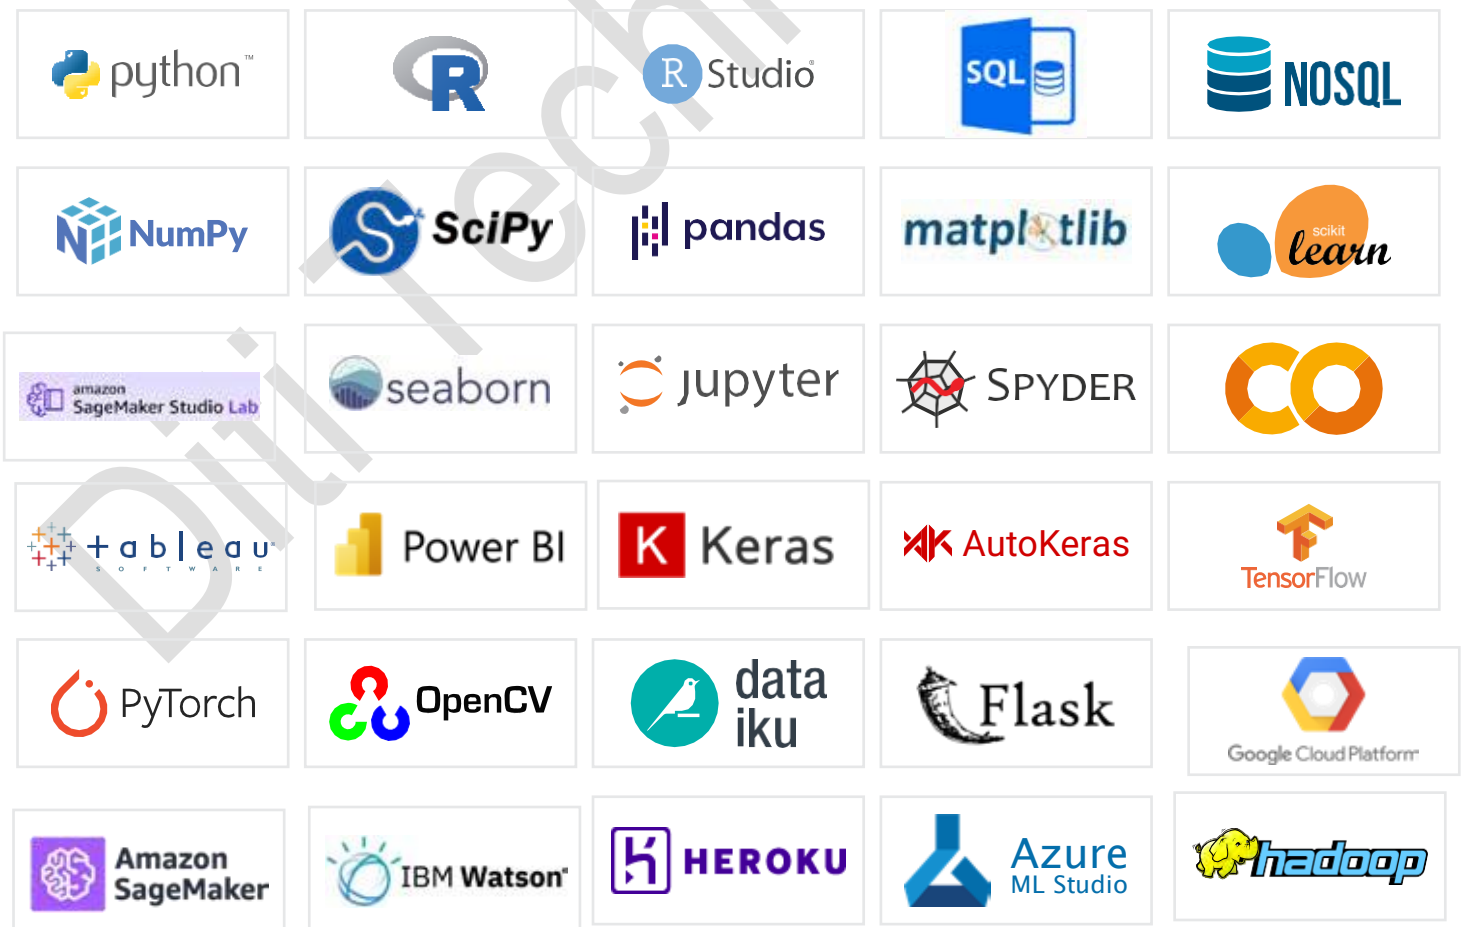 python™
R
R Studio®
SQL
NOSQL
NumPy
SciPy
pandas
matplotlib
scikit
learn
amazon
SageMaker Studio Lab
seaborn
jupyter
SPYDER
CO
+ableau
SOFTWARE
Power BI
K Keras
AutoKeras
TensorFlow
PyTorch
OpenCV
data
iku
Flask
Google Cloud Platform
Amazon
SageMaker
IBM Watson®
HEROKU
Azure
ML Studio
hadoop